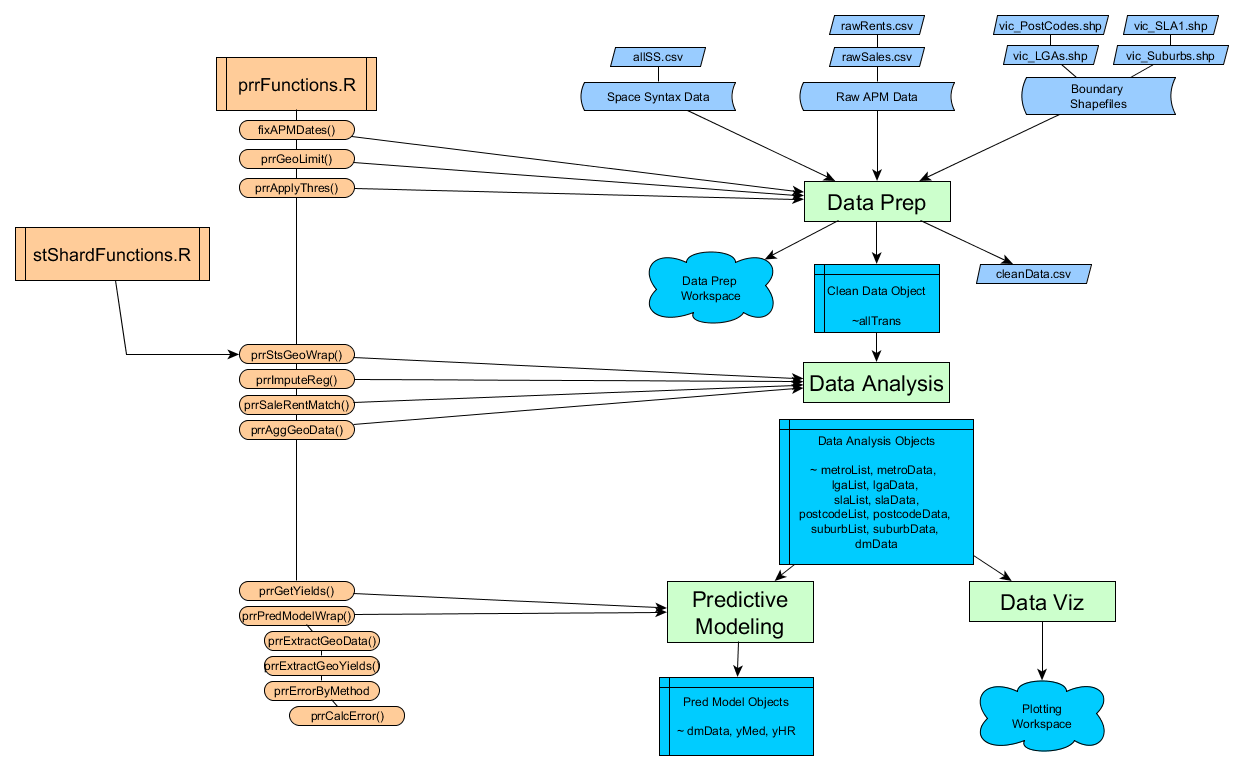 rawRents.csv
vic_PostCodes.shp
vic_SLA1.shp
allSS.csv
rawSales.csv
vic_LGAs.shp
vic_Suburbs.shp
prrFunctions.R
Space Syntax Data
Raw APM Data
Boundary
Shapefiles
fixAPMDates()
prrGeoLimit()
prrApplyThres()
Data Prep
stShardFunctions.R
Data Prep
Workspace
Clean Data Object
~allTrans
cleanData.csv
prrStsGeoWrap()
prrImputeReg()
prrSaleRentMatch()
prrAggGeoData()
Data Analysis
Data Analysis Objects
~ metroList, metroData,
lgaList, lgaData,
slaList, slaData,
postcodeList, postcodeData,
suburbList, suburbData,
dmData
prrGetYields()
prrPredModelWrap()
prrExtractGeoData()
prrExtractGeoYields()
prrErrorByMethod
prrCalcError()
Predictive
Modeling
Data Viz
Pred Model Objects
~ dmData, yMed, yHR
Plotting
Workspace